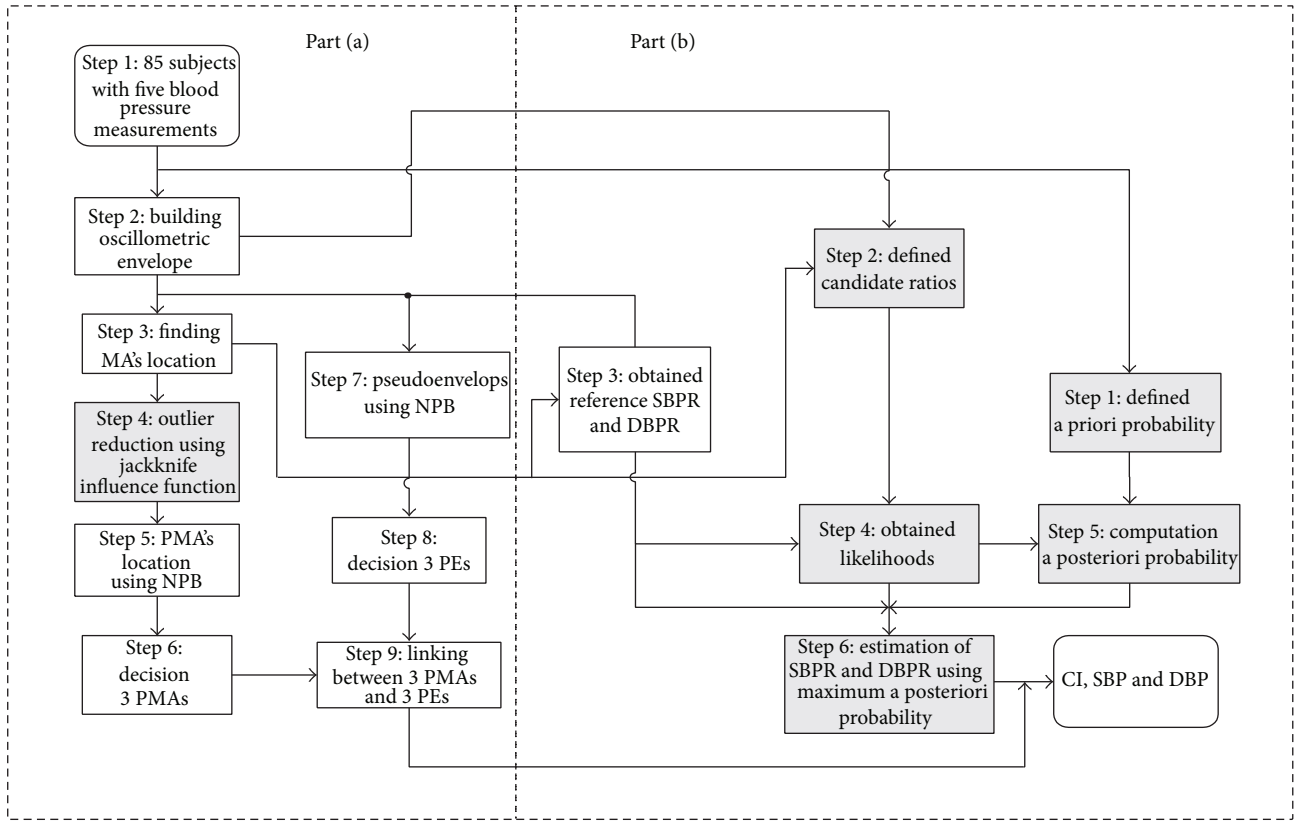 Part (a)
Step 1: 85 subjects
with five blood
pressure
measurements
Step 2: building
oscillometric
envelope
Step 3: finding
MA's location
Step 4: outlier
reduction using
jackknife
influence function
Step 5: PMA's
location
using NPB
Step 6:
decision
3 PMAs
Step 7: pseudoenvelops
using NPB
Step 8:
decision 3 PEs
Step 9: linking
between 3 PMAs
and 3 PEs
Part (b)
Step 3: obtained
reference SBPR
and DBPR
Step 2: defined
candidate ratios
Step 1: defined
a priori probability
Step 4: obtained
likelihoods
Step 5: computation
a posteriori probability
Step 6: estimation of
SBPR and DBPR using
maximum a posteriori
probability
CI, SBP and DBP